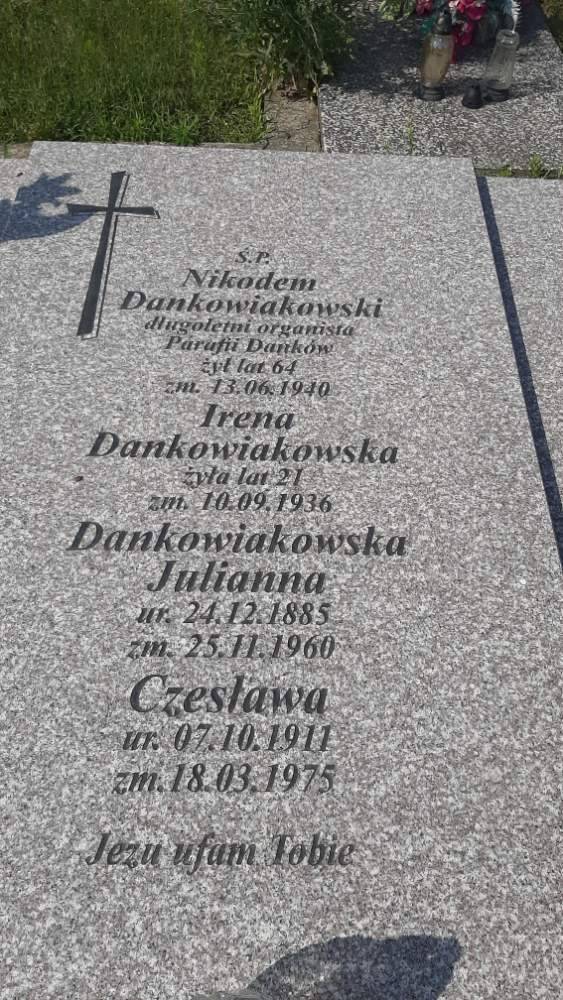 Ś.P.
Nikodem
Dankowiakowski
długoletni organista
Parafii Danków
żył lat 64
zm. 13.06.1940
Irena
Dankowiakowska
żyła lat 21
zm. 10.09.1936
Dankowiakowska
Julianna
ur. 24.12.1885
zm. 25.11.1960
Czesława
ur. 07.10.1911
zm.18.03.1975
Jezu ufam Tobie